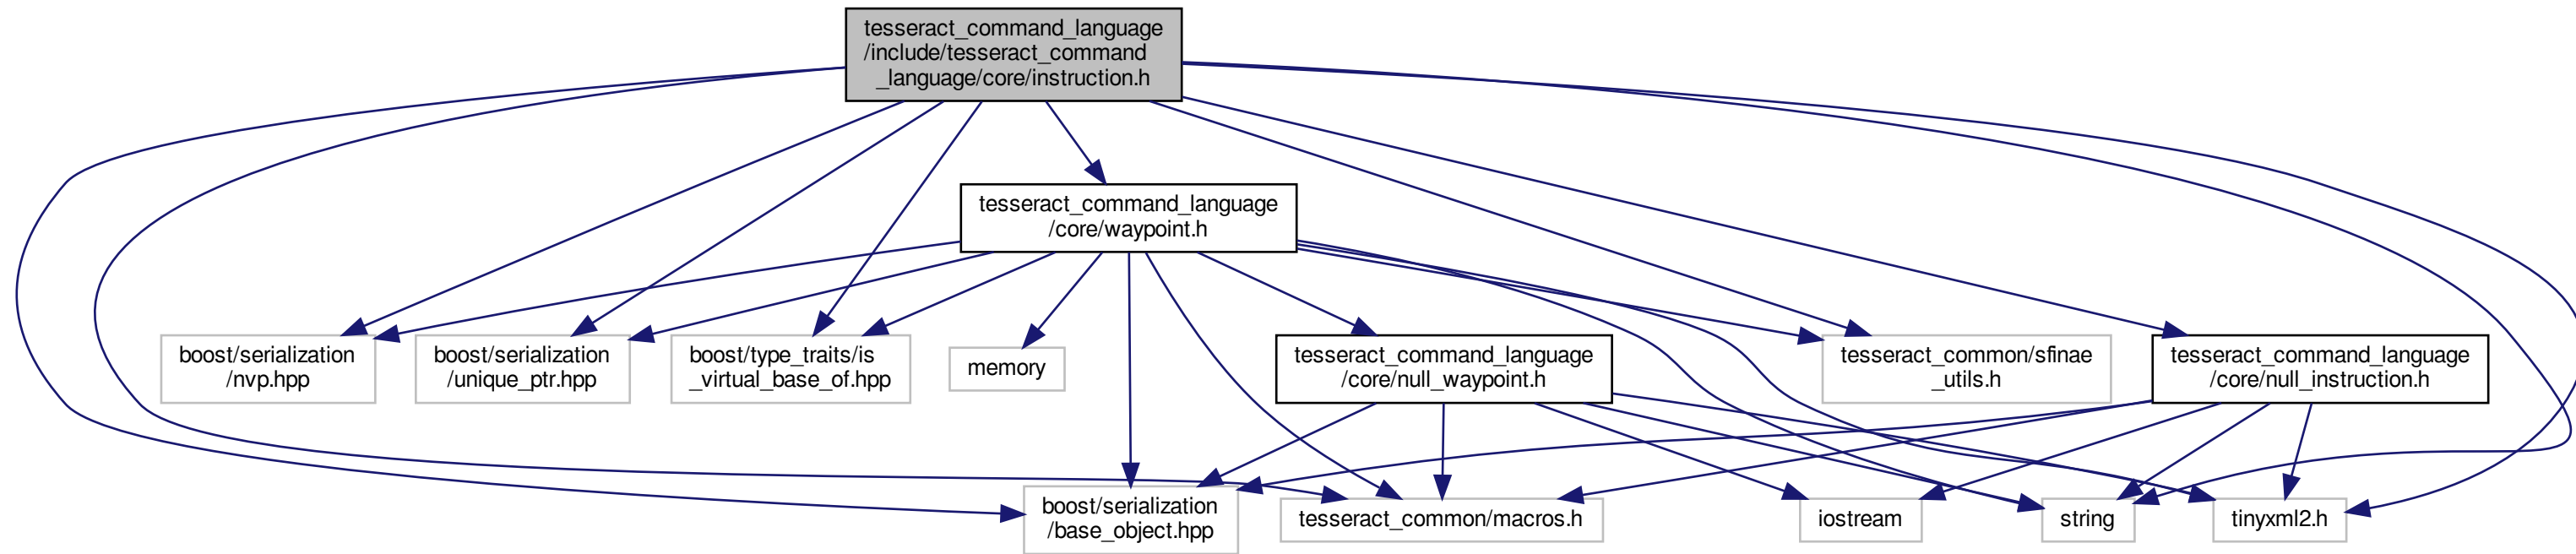 tesseract_command_language
/include/tesseract_command
_language/core/instruction.h
tesseract_command_language
/core/waypoint.h
boost/serialization
/nvp.hpp
boost/serialization
/unique_ptr.hpp
boost/type_traits/is
_virtual_base_of.hpp
memory
tesseract_command_language
/core/null_waypoint.h
tesseract_common/sfinae
_utils.h
tesseract_command_language
/core/null_instruction.h
boost/serialization
/base_object.hpp
tesseract_common/macros.h
iostream
string
tinyxml2.h